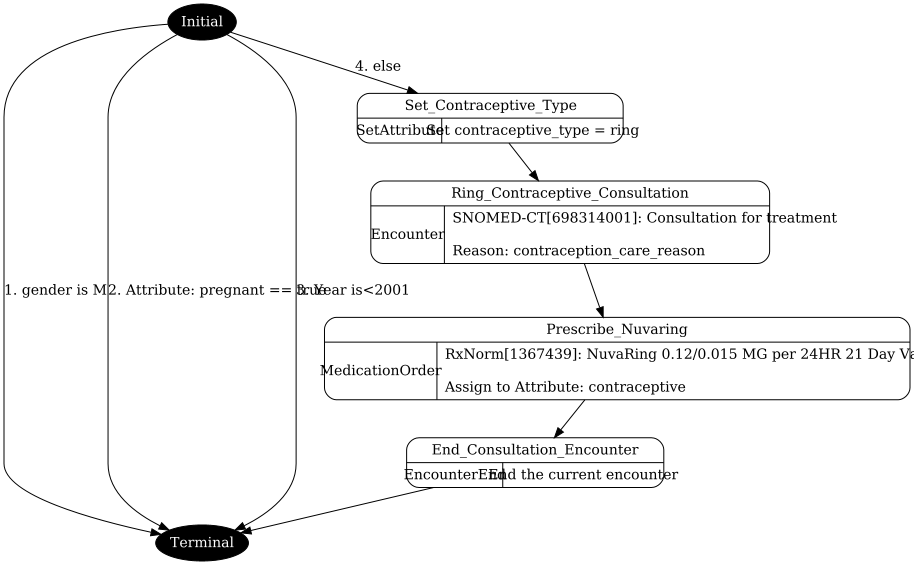 Initial
4. else
Set_Contraceptive_Type
SetAttribute
Set contraceptive_type = ring
Ring_Contraceptive_Consultation
SNOMED-CT[698314001]: Consultation for treatment
Encounter
Reason: contraception_care_reason
1. gender is M
2. Attribute: pregnant == true
3. Year is<2001
Prescribe_Nuvaring
RxNorm[1367439]: NuvaRing 0.12/0.015 MG per 24HR 21 Day Va
MedicationOrder
Assign to Attribute: contraceptive
End_Consultation_Encounter
EncounterEnd
End the current encounter
Terminal